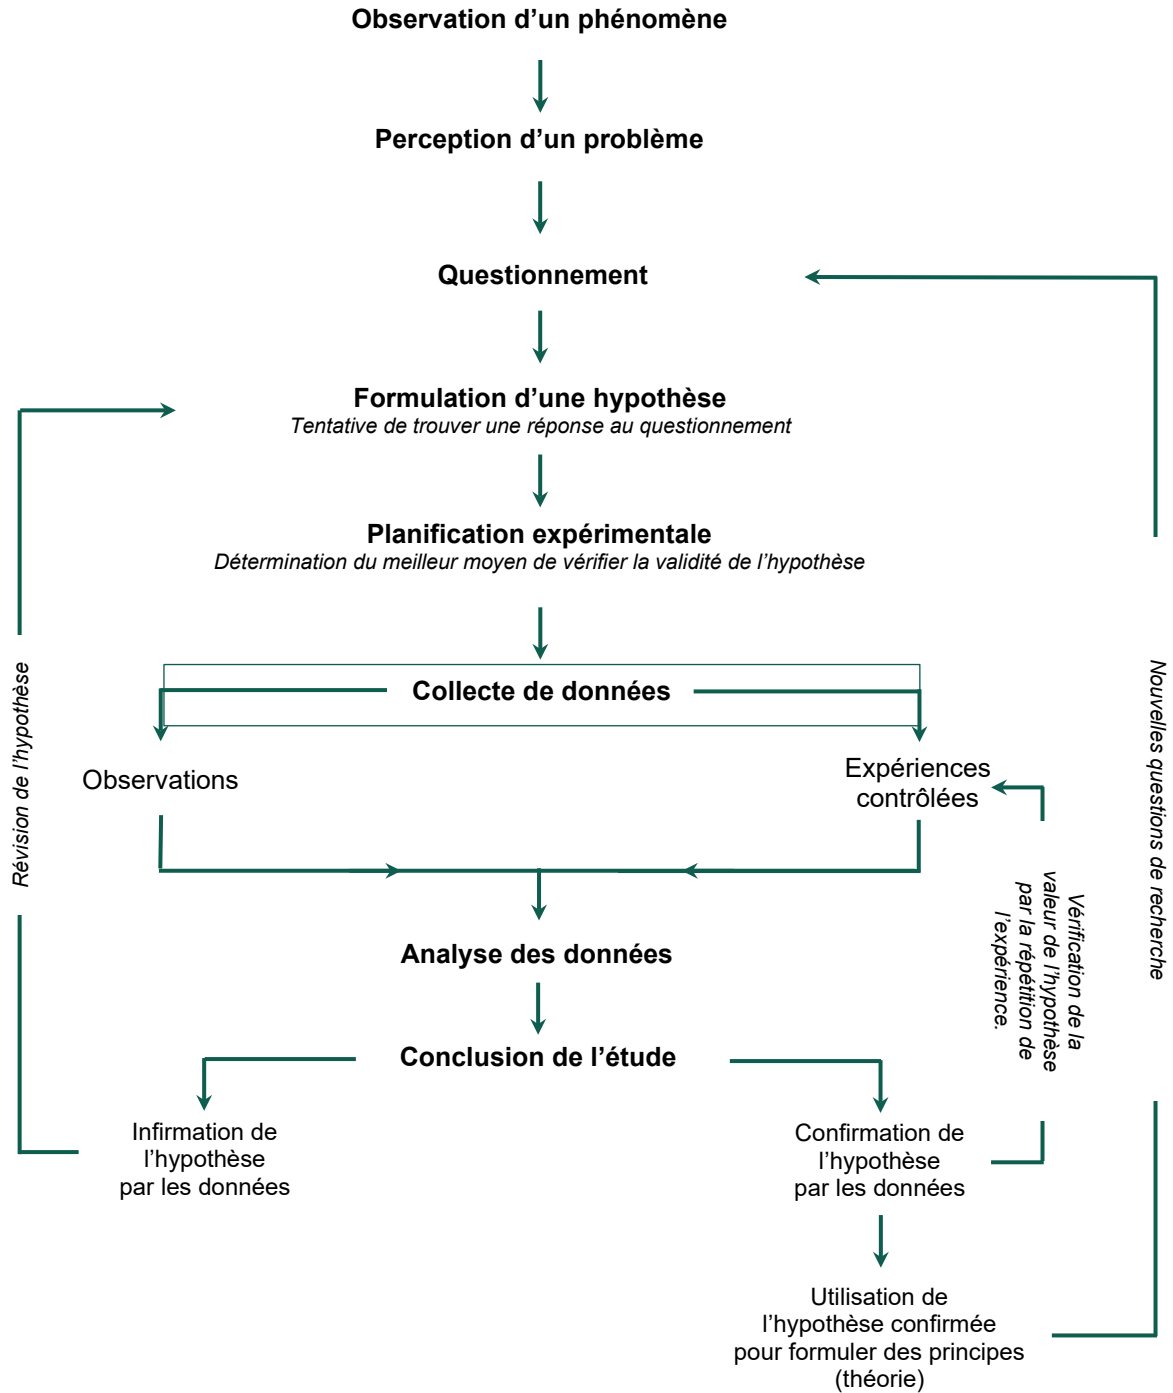 Observation d’un phénomène
Perception d’un problème
Questionnement
Formulation d’une hypothèse
Tentative de trouver une réponse au questionnement
Planification expérimentale
Détermination du meilleur moyen de vérifier la validité de l’hypothèse
Collecte de données
Observations
Expériences
contrôlées
Révision de l’hypothèse
Nouvelles questions de recherche
Vérification de la
valeur de l’hypothèse
par la répétition de
l’expérience.
Analyse des données
Conclusion de l’étude
Infirmation de
l’hypothèse
par les données
Confirmation de
l’hypothèse
par les données
Utilisation de
l’hypothèse confirmée
pour formuler des principes
(théorie)